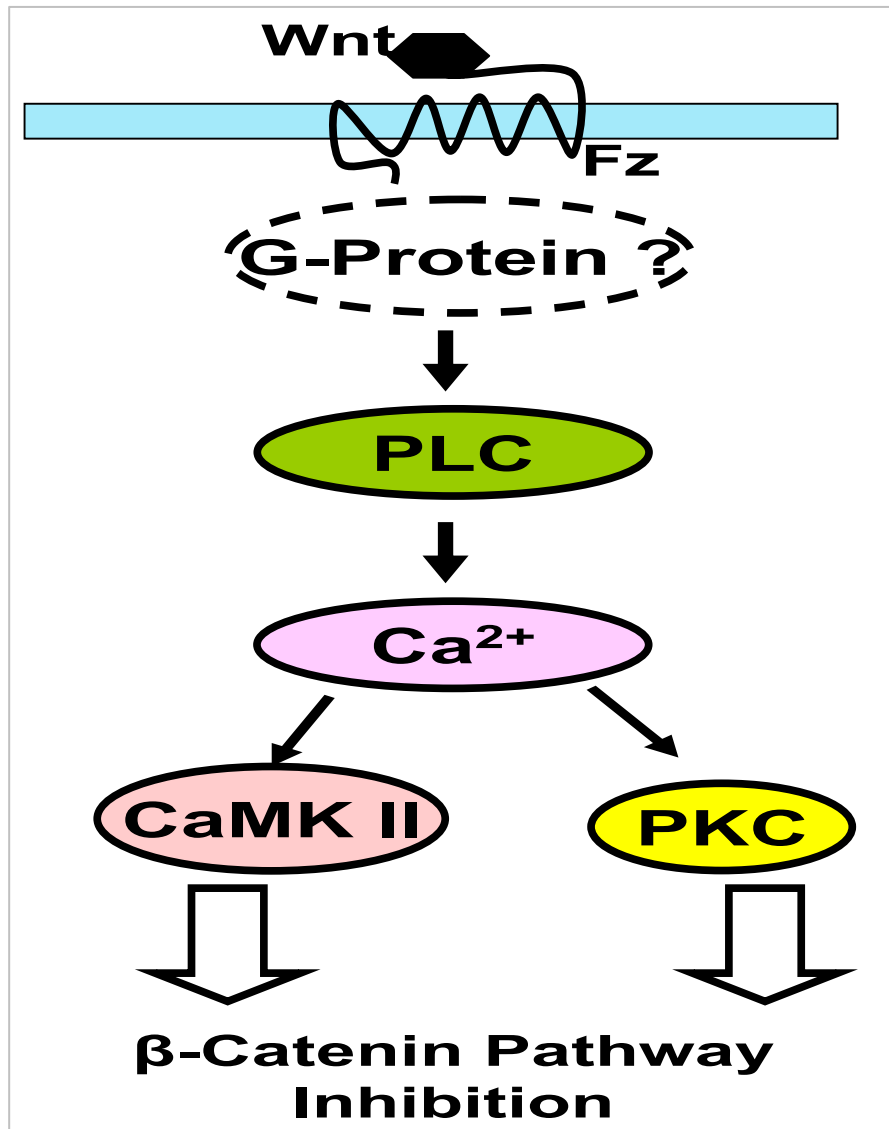 Wnt
Fz
G-Protein ?
PLC
Ca²⁺
CaMK II
PKC
β-Catenin Pathway
Inhibition